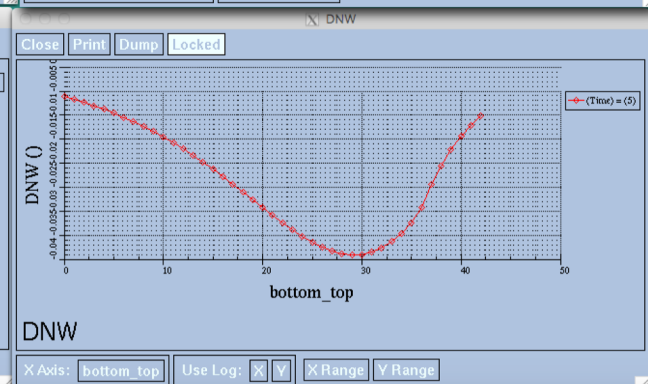 DNW
Close Print Dump Locked
-0.005 0
-0.01
-0.015
-0.02
-0.025
-0.03
-0.035
-0.04
DNW ()
(Time) = (5)
0 10 20 30 40 50
bottom_top
DNW
X Axis: bottom_top Use Log: X Y X Range Y Range